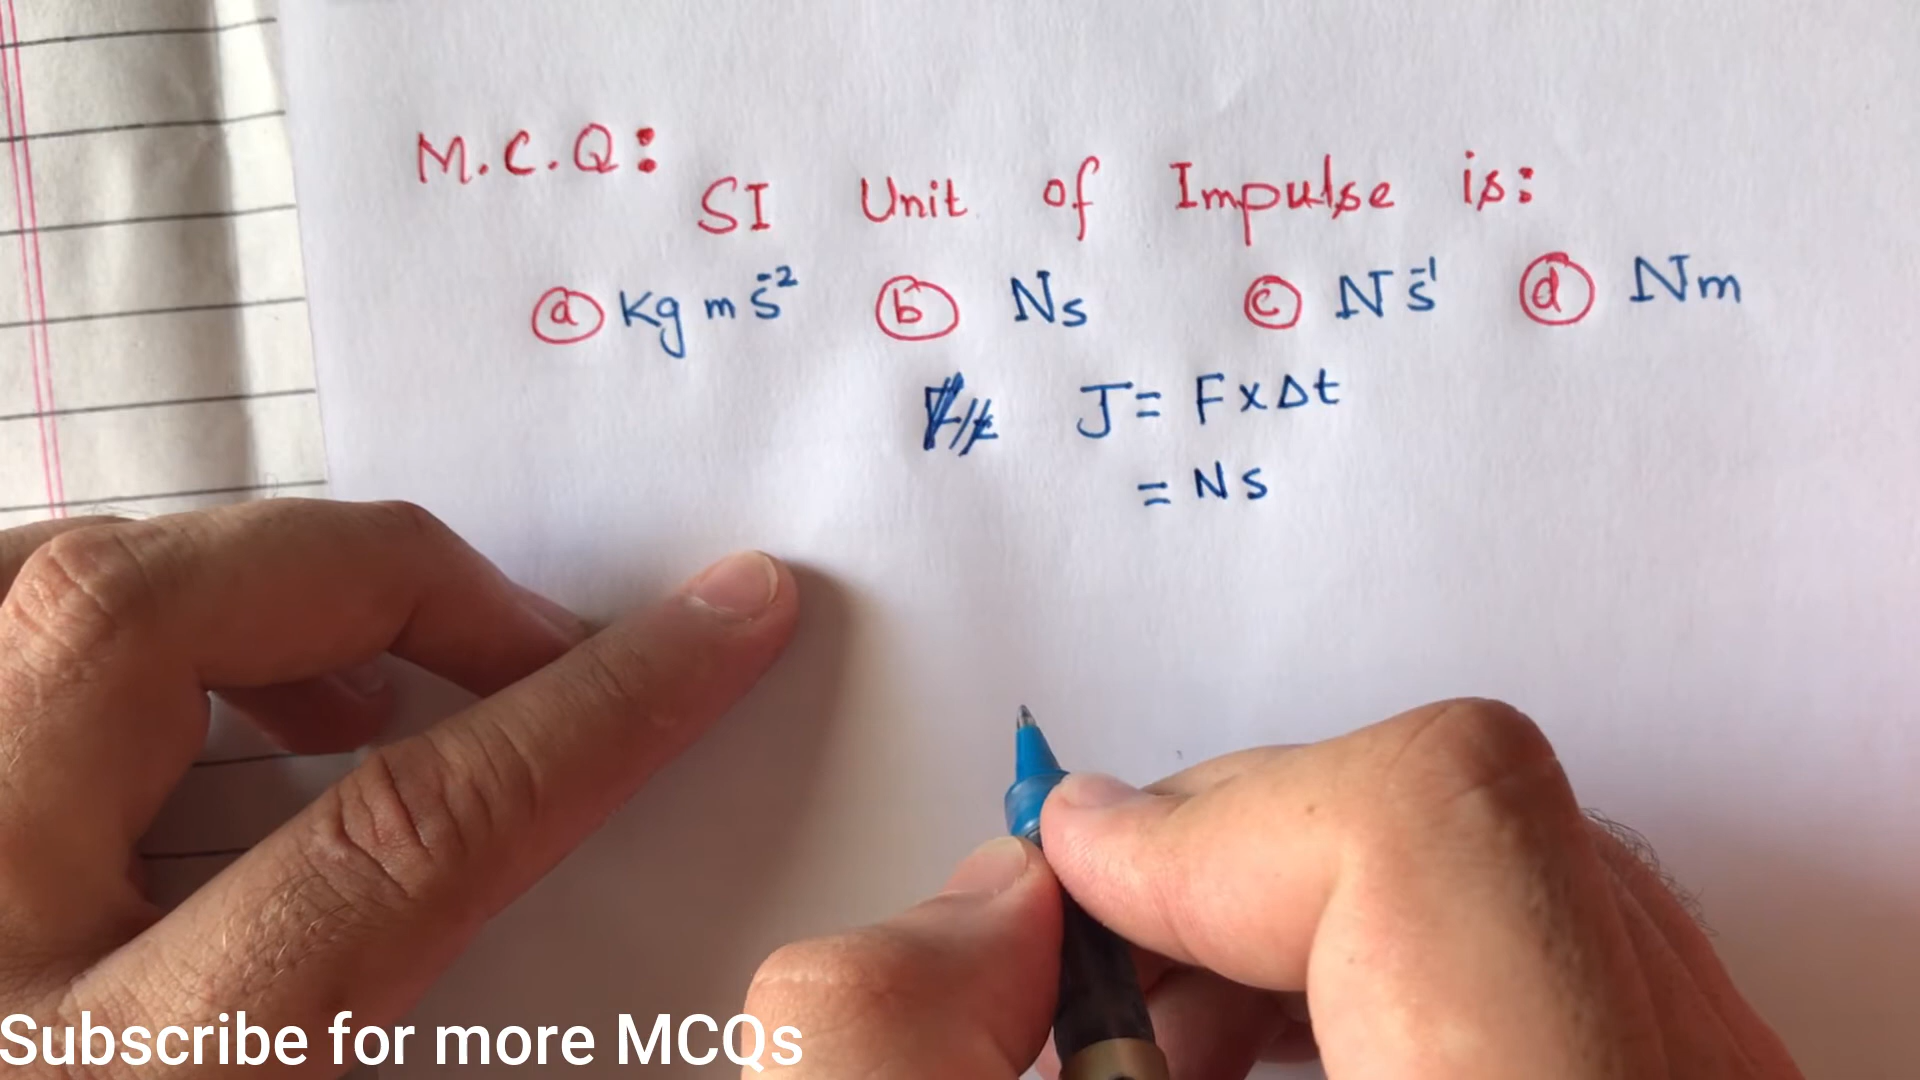 M.C.Q:
SI Unit of Impulse is:
(a) Kg m s⁻² (b) Ns (c) N s⁻¹ (d) Nm
J = F x Δt
= N s
Subscribe for more MCQs